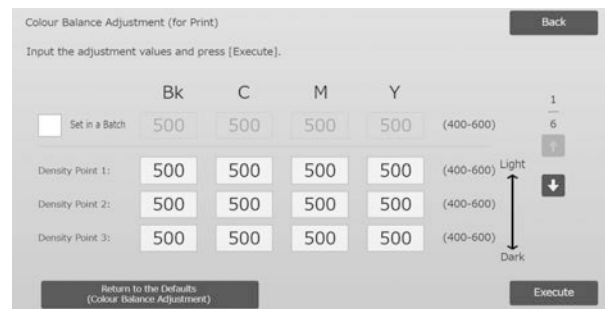 Colour Balance Adjustment (for Print)
Back
Input the adjustment values and press [Execute].
Bk C M Y
1
6
Set in a Batch 500 500 500 500 (400-600)
Light
Density Point 1: 500 500 500 500 (400-600)
Density Point 2: 500 500 500 500 (400-600)
Density Point 3: 500 500 500 500 (400-600)
Dark
Return to the Defaults
(Colour Balance Adjustment)
Execute